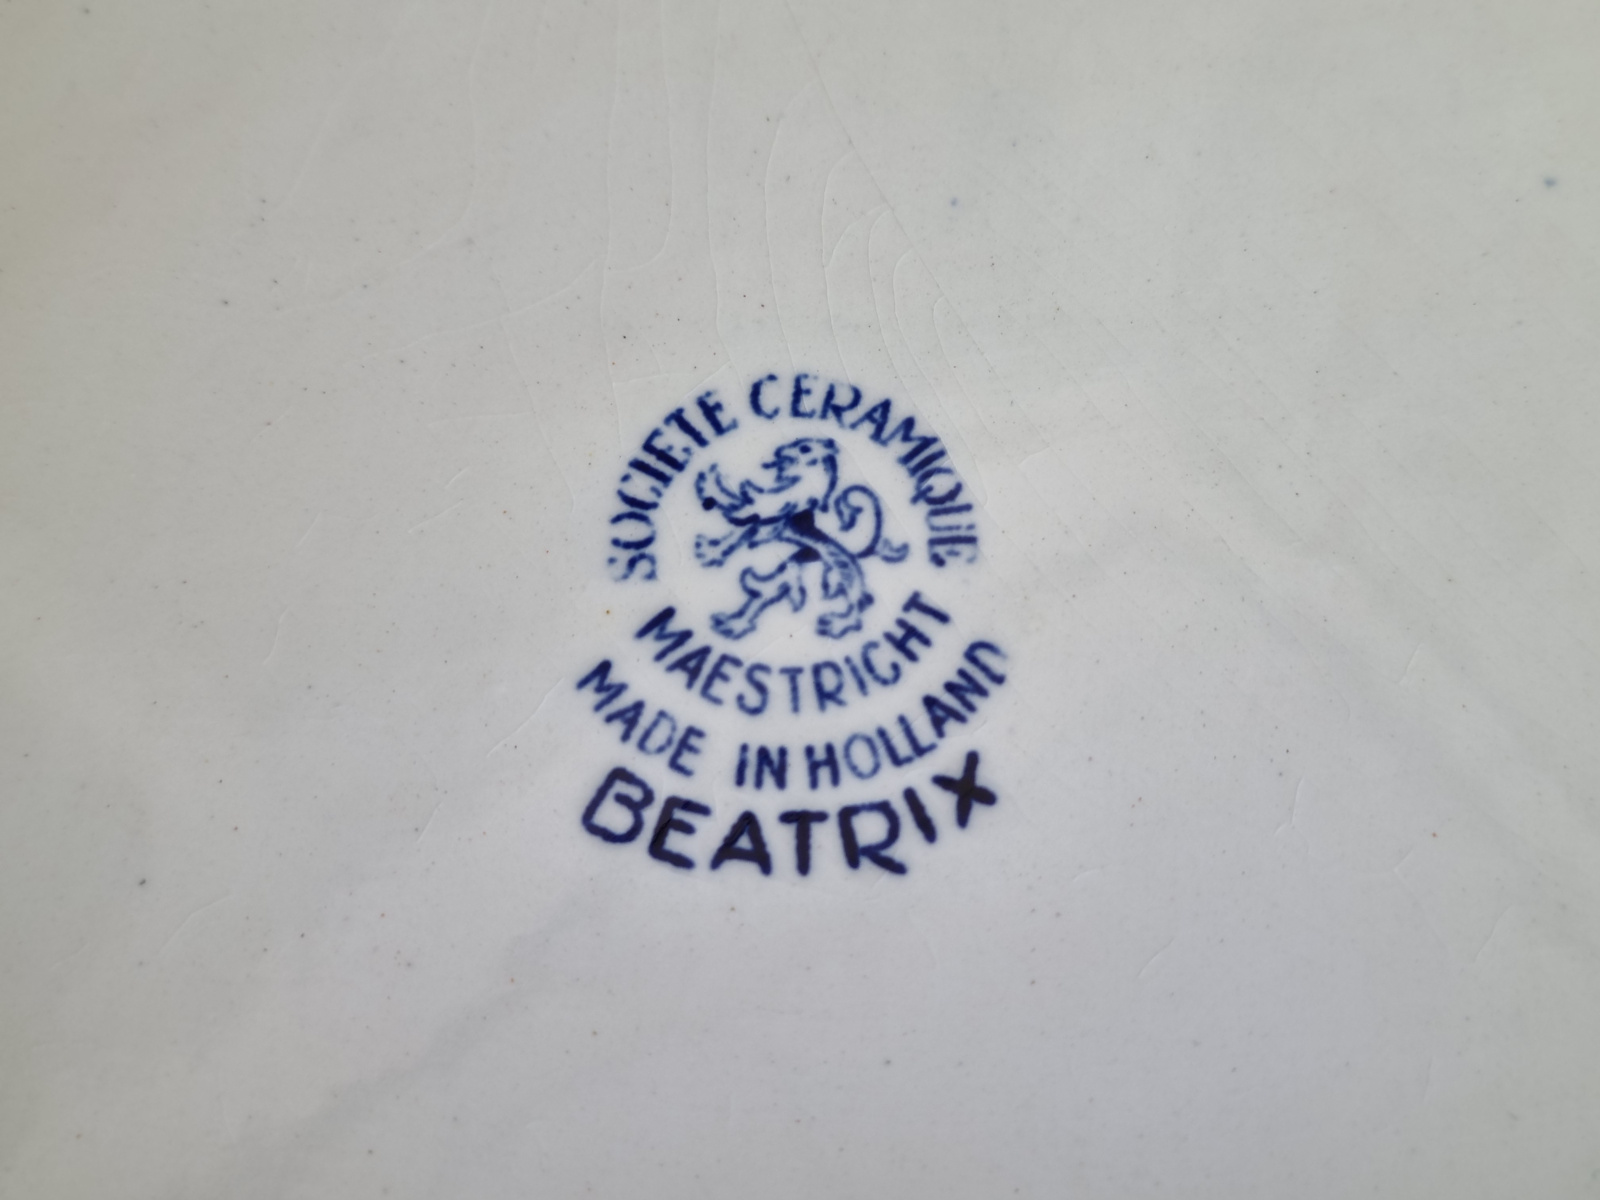 SOCIETE CERAMIQUE
MAESTRICHT
MADE IN HOLLAND
BEATRIX